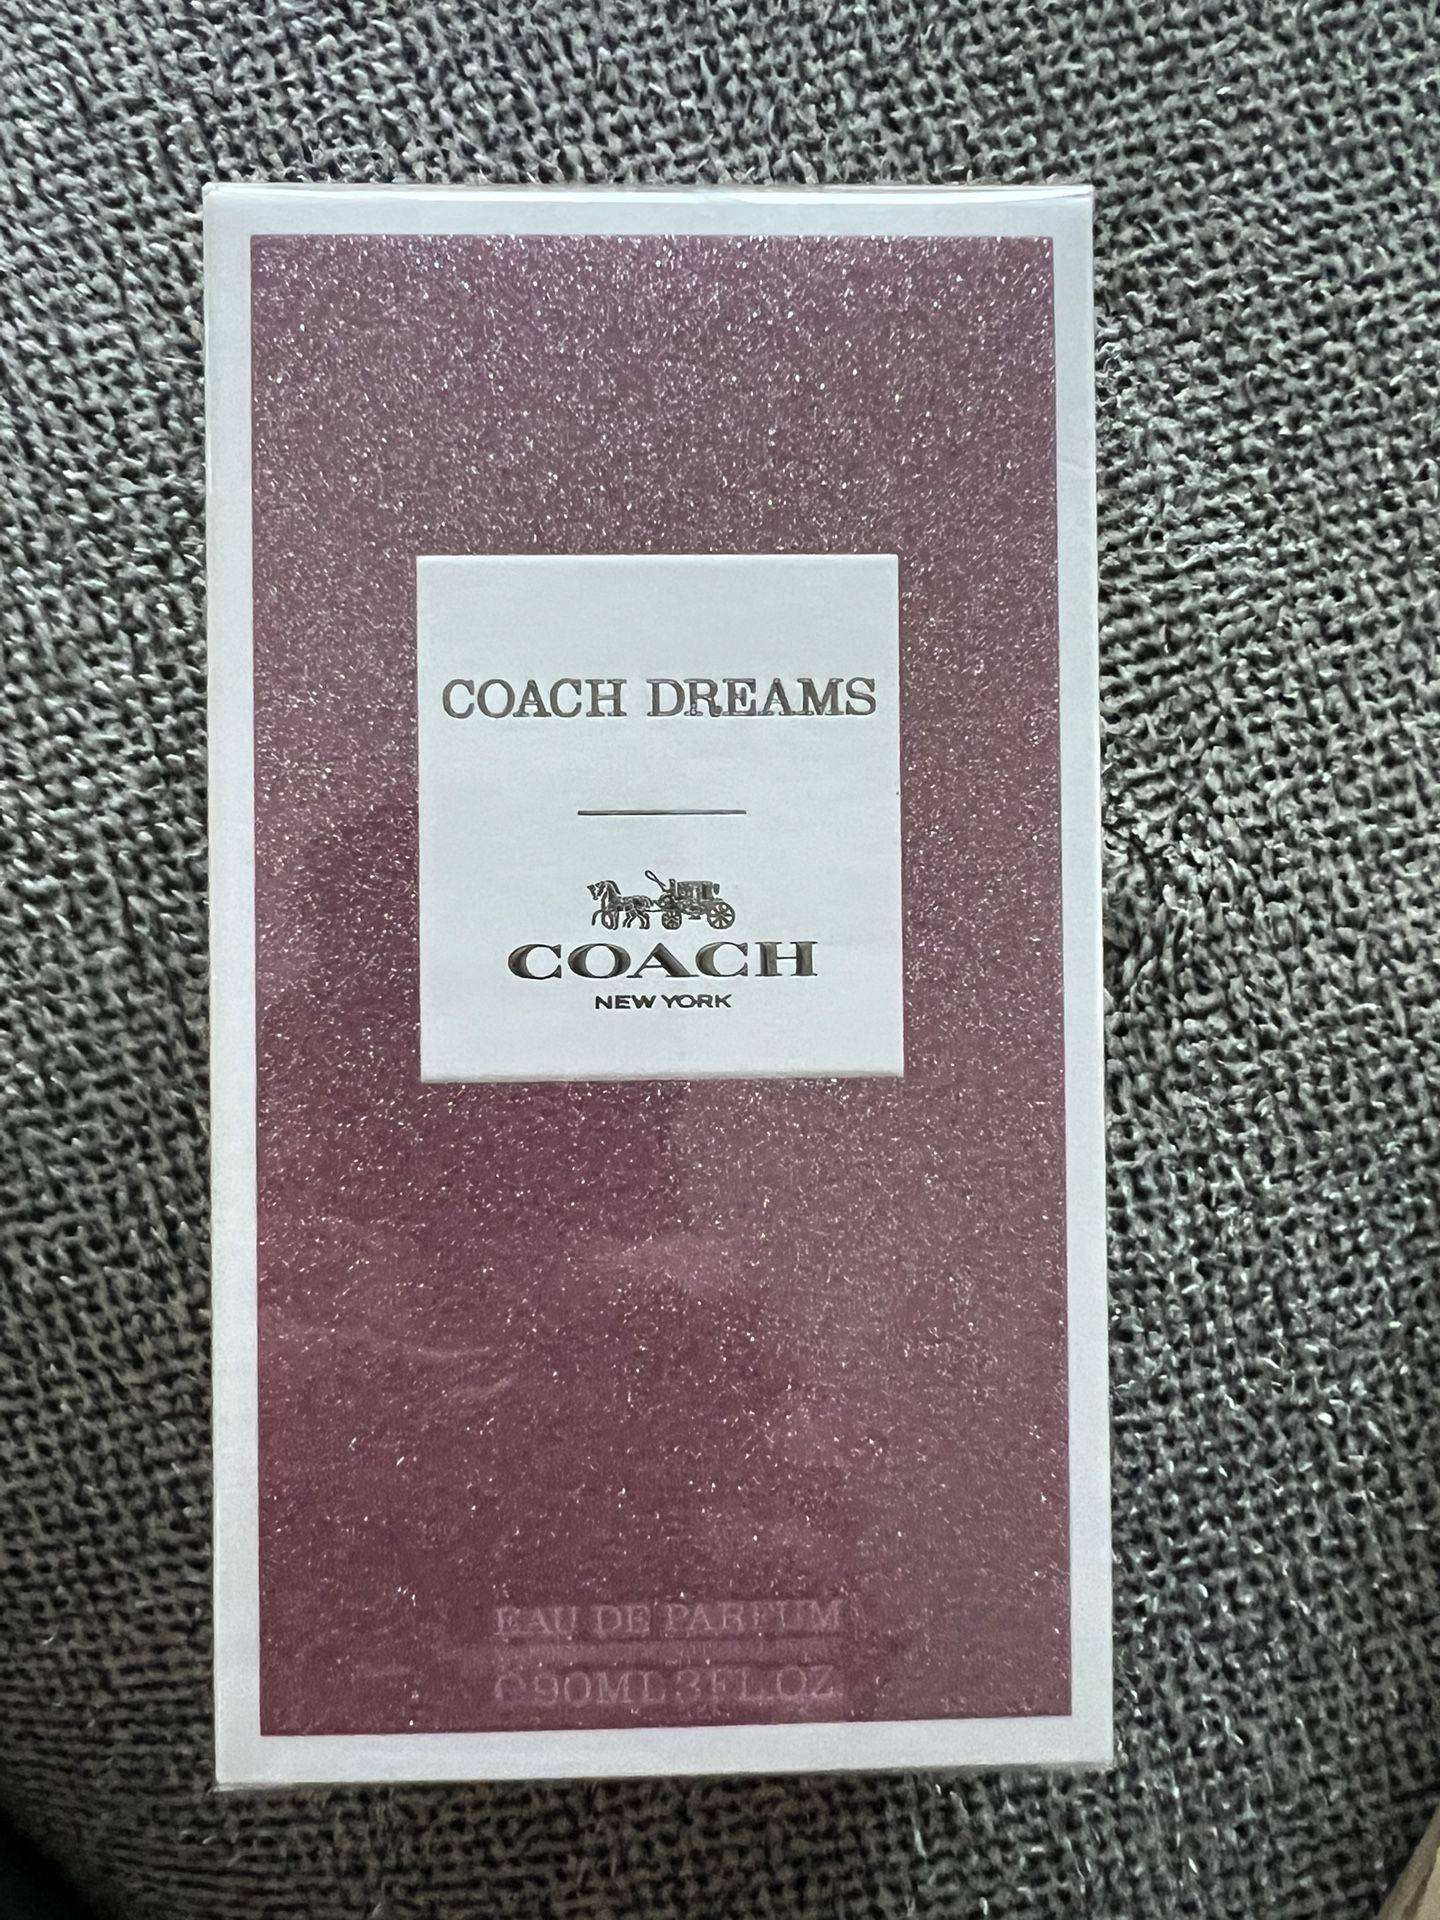 COACH DREAMS
COACH
NEW YORK
EAU DE PARFUM
℮90ML 3FL.OZ